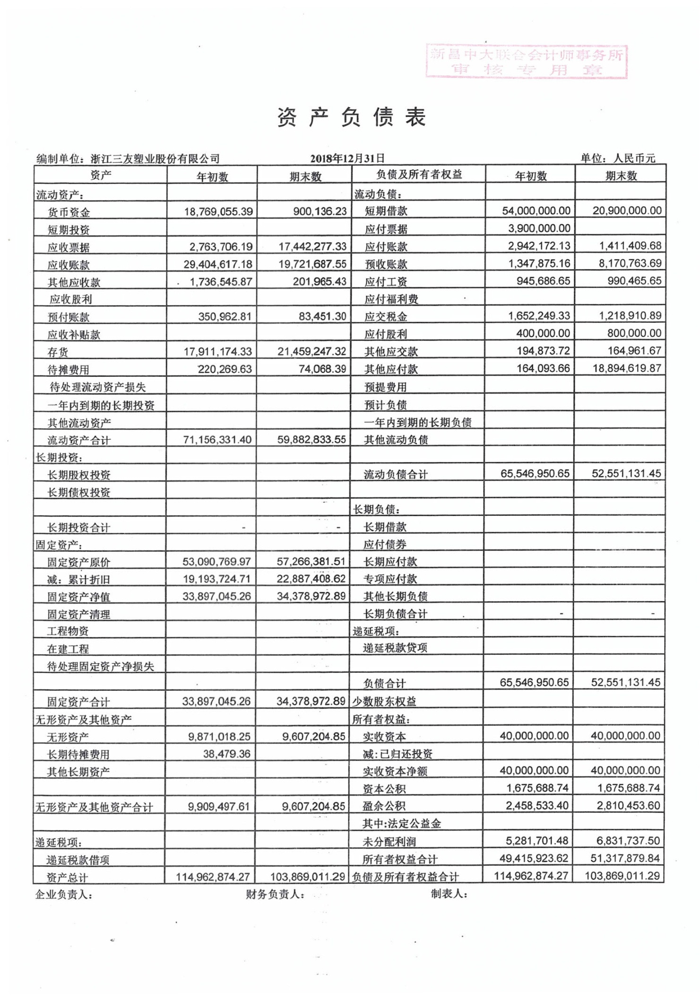 新昌中大联合会计师事务所
审核专用章
资产负债表
编制单位：浙江三友塑业股份有限公司 2018年12月31日 单位：人民币元
资产 年初数 期末数 负债及所有者权益 年初数 期末数
流动资产： 流动负债：
货币资金 18,769,055.39 900,136.23 短期借款 54,000,000.00 20,900,000.00
短期投资 应付票据 3,900,000.00
应收票据 2,763,706.19 17,442,277.33 应付账款 2,942,172.13 1,411,409.68
应收账款 29,404,617.18 19,721,687.55 预收账款 1,347,875.16 8,170,763.69
其他应收款 1,736,545.87 201,965.43 应付工资 945,686.65 990,465.65
应收股利 应付福利费
预付账款 350,962.81 83,451.30 应交税金 1,652,249.33 1,218,910.89
应收补贴款 应付股利 400,000.00 800,000.00
存货 17,911,174.33 21,459,247.32 其他应交款 194,873.72 164,961.67
待摊费用 220,269.63 74,068.39 其他应付款 164,093.66 18,894,619.87
待处理流动资产损失 预提费用
一年内到期的长期投资 预计负债
其他流动资产 一年内到期的长期负债
流动资产合计 71,156,331.40 59,882,833.55 其他流动负债
长期投资：
长期股权投资 流动负债合计 65,546,950.65 52,551,131.45
长期债权投资
长期负债：
长期投资合计 - - 长期借款
固定资产： 应付债券
固定资产原价 53,090,769.97 57,266,381.51 长期应付款
减：累计折旧 19,193,724.71 22,887,408.62 专项应付款
固定资产净值 33,897,045.26 34,378,972.89 其他长期负债
固定资产清理 长期负债合计 - -
工程物资 递延税项：
在建工程 递延税款贷项
待处理固定资产净损失
负债合计 65,546,950.65 52,551,131.45
固定资产合计 33,897,045.26 34,378,972.89 少数股东权益
无形资产及其他资产 所有者权益：
无形资产 9,871,018.25 9,607,204.85 实收资本 40,000,000.00 40,000,000.00
长期待摊费用 38,479.36 减:已归还投资
其他长期资产 实收资本净额 40,000,000.00 40,000,000.00
资本公积 1,675,688.74 1,675,688.74
无形资产及其他资产合计 9,909,497.61 9,607,204.85 盈余公积 2,458,533.40 2,810,453.60
其中:法定公益金
递延税项： 未分配利润 5,281,701.48 6,831,737.50
递延税款借项 所有者权益合计 49,415,923.62 51,317,879.84
资产总计 114,962,874.27 103,869,011.29 负债及所有者权益合计 114,962,874.27 103,869,011.29
企业负责人： 财务负责人： 制表人：